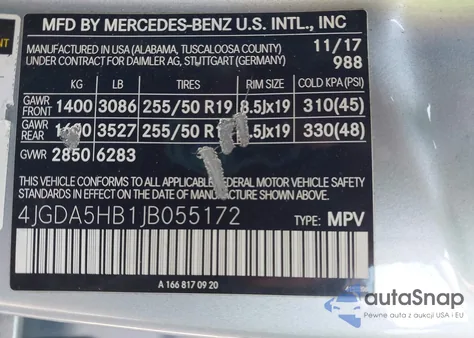 MFD BY MERCEDES-BENZ U.S. INTL., INC
MADE IN USA (ALABAMA, TUSCALOOSA COUNTY) 11/17
UNDER CONTRACT FOR DAIMLER AG, STUTTGART (GERMANY) 988
KG LB TIRES RIM SIZE COLD KPA (PSI)
GAWR FRONT 1400 3086 255/50 R19 8.5Jx19 310(45)
GAWR REAR 3527 255/50 .5Jx19 330(48)
GVWR 2850 6283
THIS VEHICLE CONFORMS TO ALL APPLICABLE U.S. FEDERAL MOTOR VEHICLE SAFETY
STANDARDS IN EFFECT ON THE DATE OF MANUFACTURE SHOWN ABOVE.
4JGDA5HB1JB055172 TYPE: MPV
A 166 817 09 20
autoSnap
Pewne auta z aukcji USA i EU